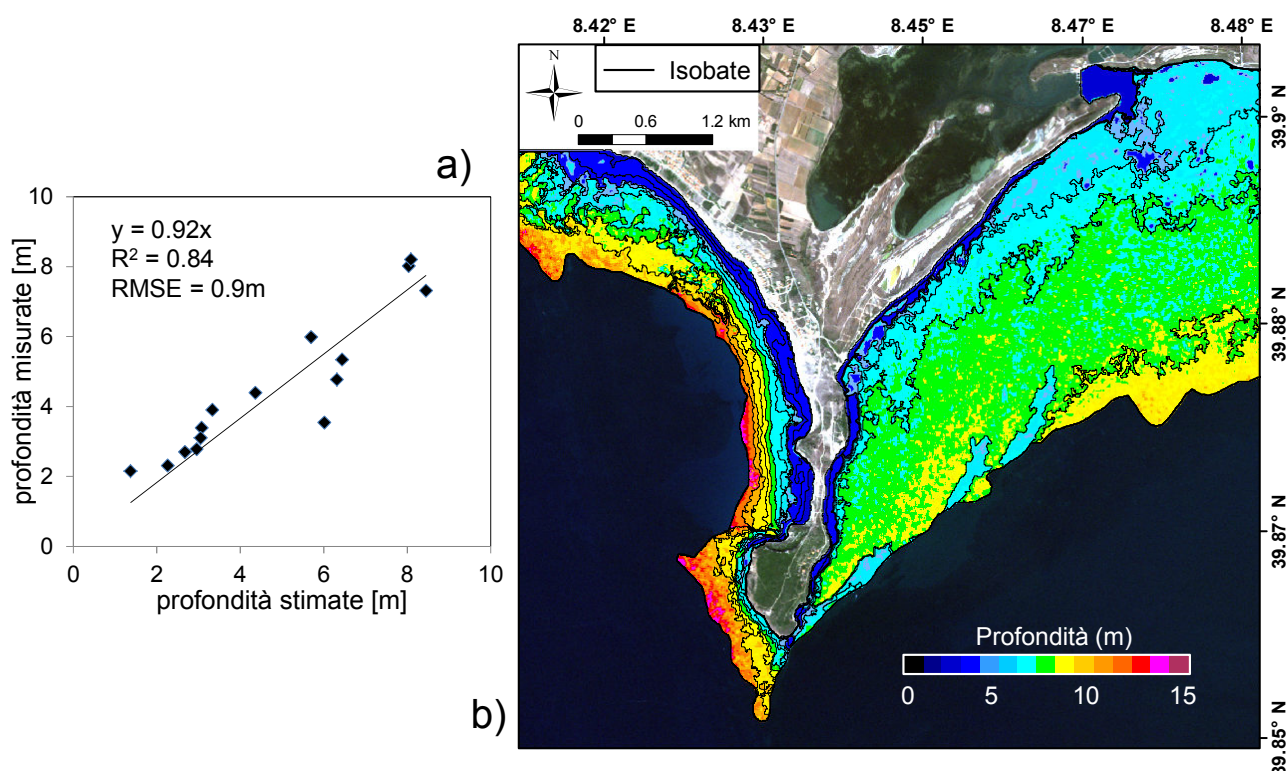 a)
10
8
6
4
2
0
0 2 4 6 8 10
profondità misurate [m]
profondità stimate [m]
y = 0.92x
R² = 0.84
RMSE = 0.9m
b)
8.42° E 8.43° E 8.45° E 8.47° E 8.48° E
N
Isobate
0 0.6 1.2 km
39.9° N
39.88° N
39.87° N
39.85° N
Profondità (m)
0 5 10 15